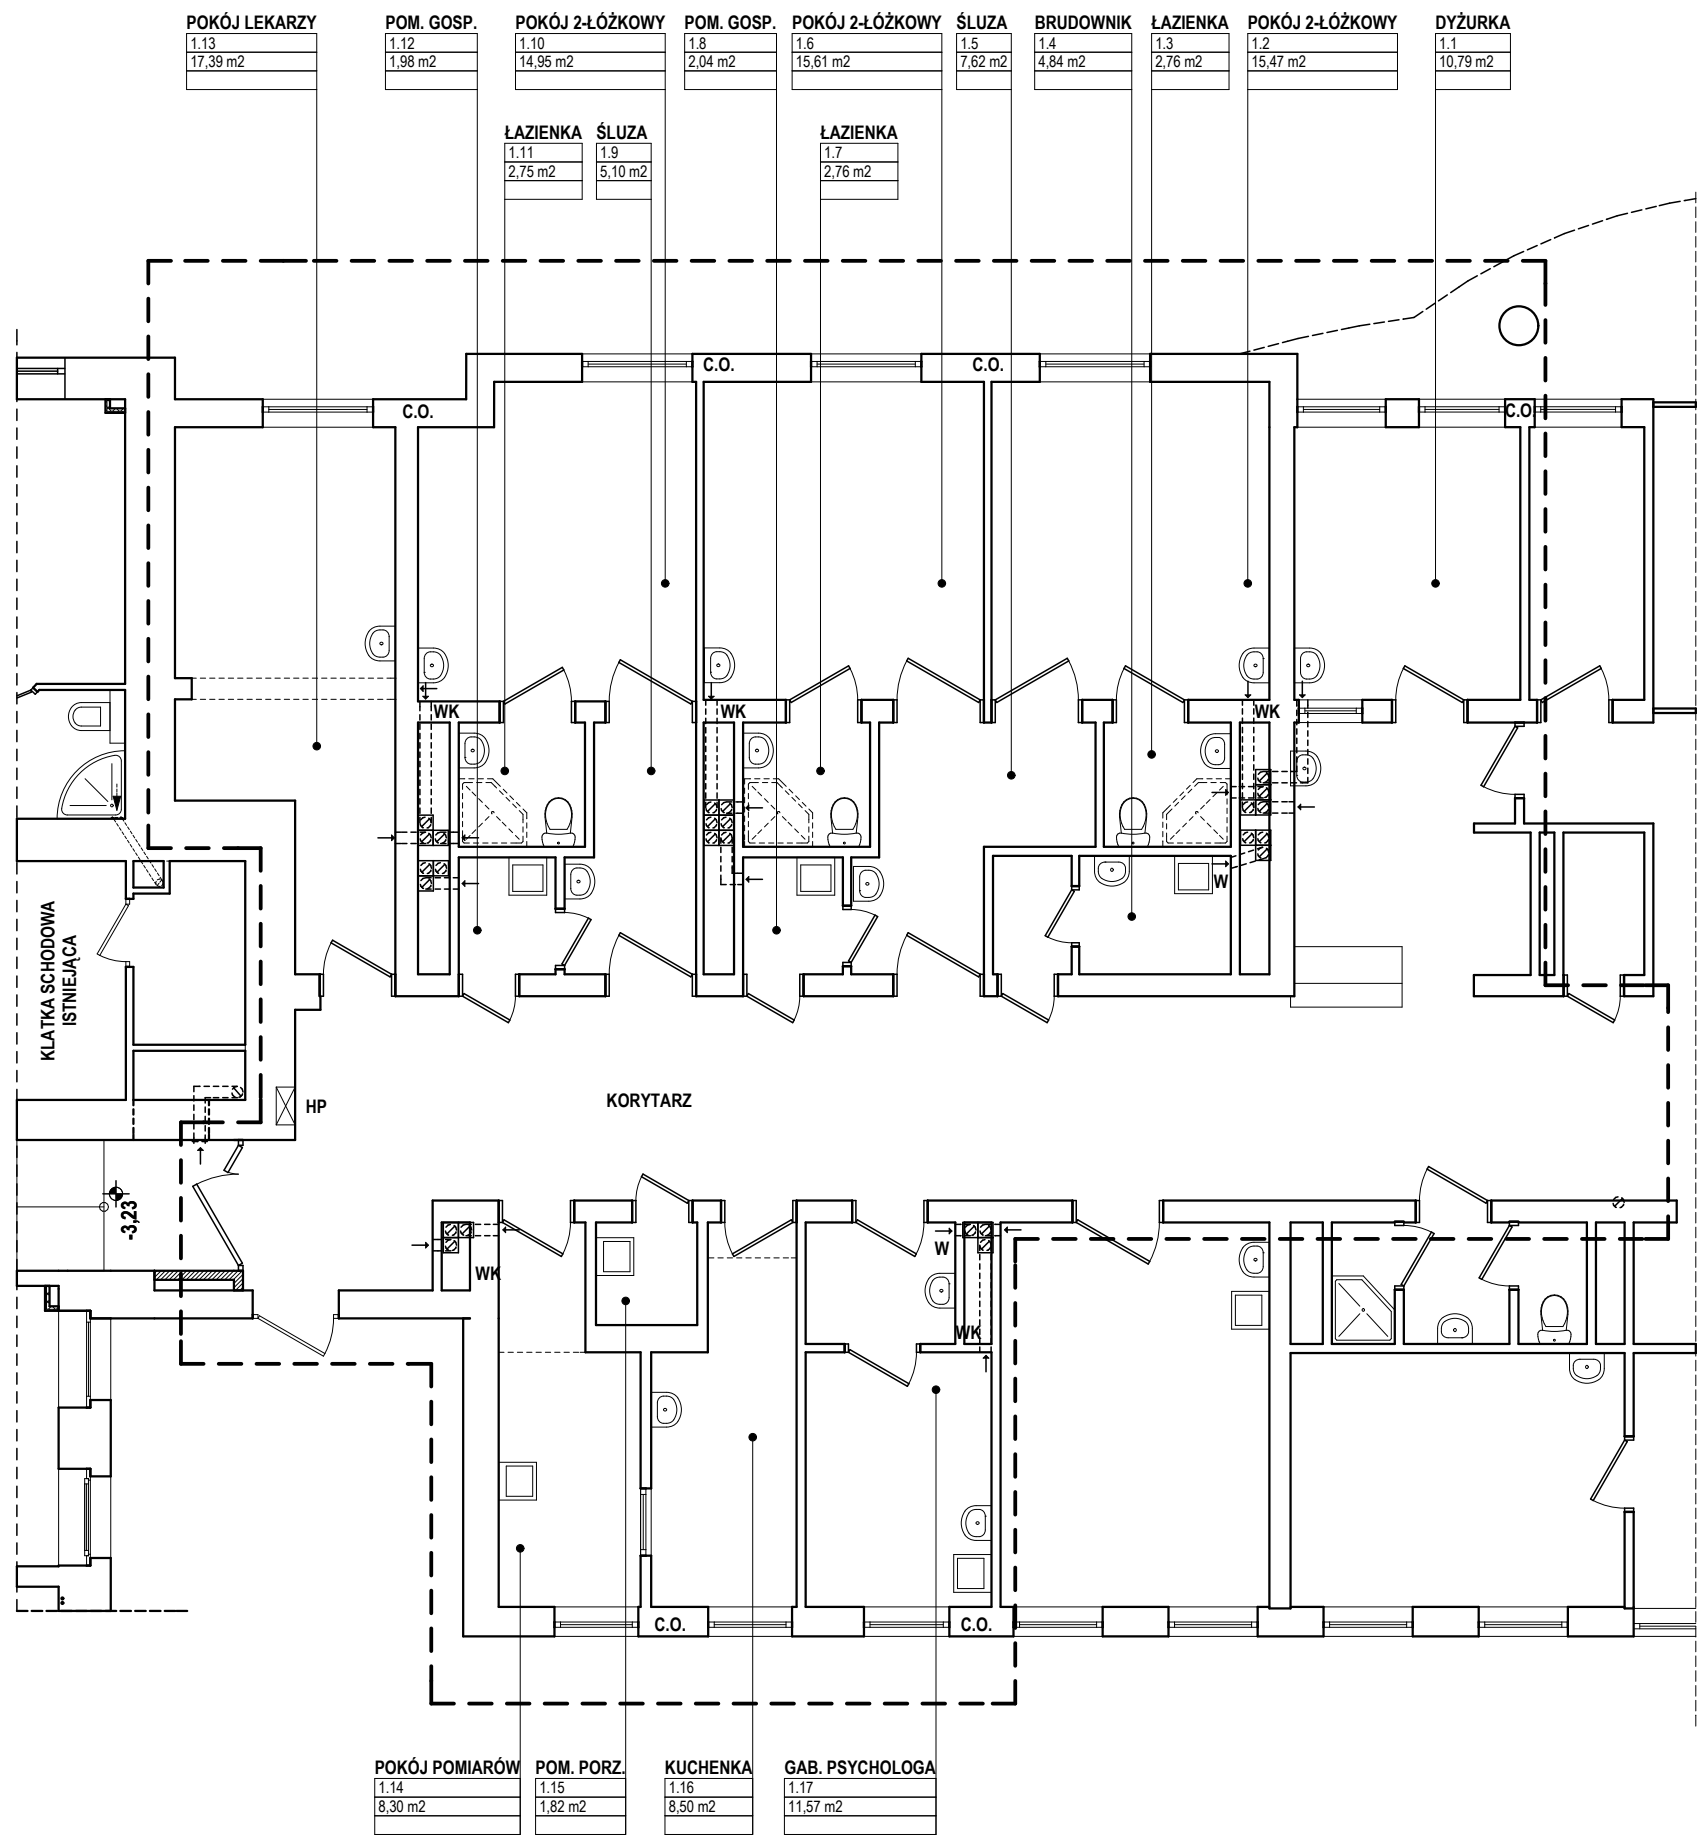 POKÓJ LEKARZY
1.13
17,39 m2
POM. GOSP.
1.12
1,98 m2
POKÓJ 2-ŁÓŻKOWY
1.10
14,95 m2
POM. GOSP.
1.8
2,04 m2
POKÓJ 2-ŁÓŻKOWY
1.6
15,61 m2
ŚLUZA
1.5
7,62 m2
BRUDOWNIK
1.4
4,84 m2
ŁAZIENKA
1.3
2,76 m2
POKÓJ 2-ŁÓŻKOWY
1.2
15,47 m2
DYŻURKA
1.1
10,79 m2
ŁAZIENKA
1.11
2,75 m2
ŚLUZA
1.9
5,10 m2
ŁAZIENKA
1.7
2,76 m2
C.O.
C.O.
C.O.
C.O.
WK
WK
WK
W
KLATKA SCHODOWA
ISTNIEJĄCA
HP
KORYTARZ
-3,23
WK
W
WK
C.O.
C.O.
POKÓJ POMIARÓW
1.14
8,30 m2
POM. PORZ.
1.15
1,82 m2
KUCHENKA
1.16
8,50 m2
GAB. PSYCHOLOGA
1.17
11,57 m2